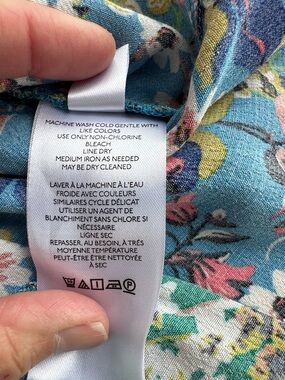 MACHINE WASH COLD GENTLE WITH
LIKE COLORS
USE ONLY NON-CHLORINE
BLEACH
LINE DRY
MEDIUM IRON AS NEEDED
MAY BE DRY CLEANED
LAVER À LA MACHINE À L'EAU
FROIDE AVEC COULEURS
SIMILAIRES CYCLE DÉLICAT
UTILISER UN AGENT DE
BLANCHIMENT SANS CHLORE SI
NÉCESSAIRE
LIGNE SEC
REPASSER, AU BESOIN, À TRÈS
MOYENNE TEMPÉRATURE
PEUT-ÊTRE ÊTRE NETTOYÉE
À SEC